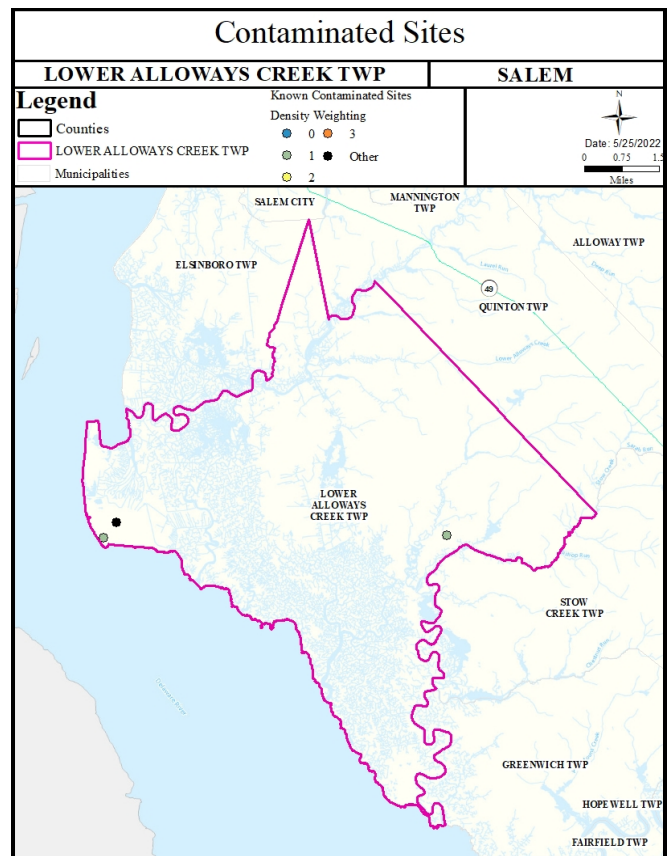 Contaminated Sites
LOWER ALLOWAYS CREEK TWP
SALEM
Legend
Counties
LOWER ALLOWAYS CREEK TWP
Municipalities
Known Contaminated Sites
Density Weighting
0 3
1 Other
2
N
Date: 5/25/2022
0 0.75 1.5
Miles
SALEM CITY
MANNINGTON
TWP
ALLOWAY TWP
ELSINBORO TWP
49
QUINTON TWP
Lower Alloways Creek
LOWER
ALLOWAYS
CREEK TWP
STOW
CREEK TWP
GREENWICH TWP
HOPEWELL TWP
FAIRFIELD TWP